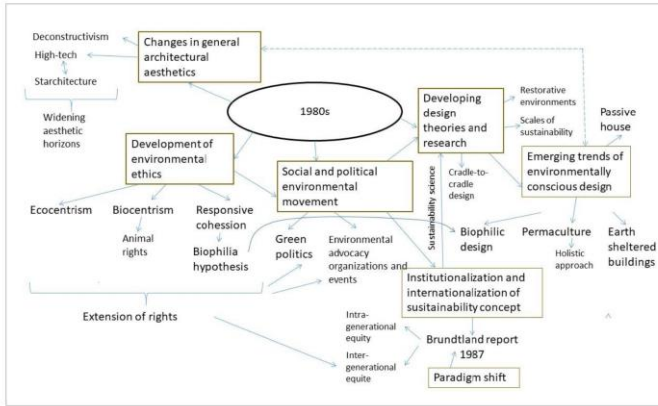 Deconstructivism
High-tech
Starchitecture
Widening
aesthetic
horizons
Changes in general
architectural
aesthetics
1980s
Developing
design
theories and
research
Restorative
environments
Scales of
sustainability
Cradle-to-
cradle design
Passive
house
Emerging trends of
environmentally
conscious design
Development of
environmental
ethics
Social and political
environmental
movement
Sustainability science
Ecocentrism
Biocentrism
Animal
rights
Responsive
cohession
Biophilia
hypothesis
Green
politics
Environmental
advocacy
organizations and
events
Biophilic
design
Permaculture
Holistic
approach
Earth
sheltered
buildings
Institutionalization and
internationalization of
susitainability concept
Extension of rights
Intra-
generational
equity
Inter-
generational
equite
Brundtland report
1987
Paradigm shift